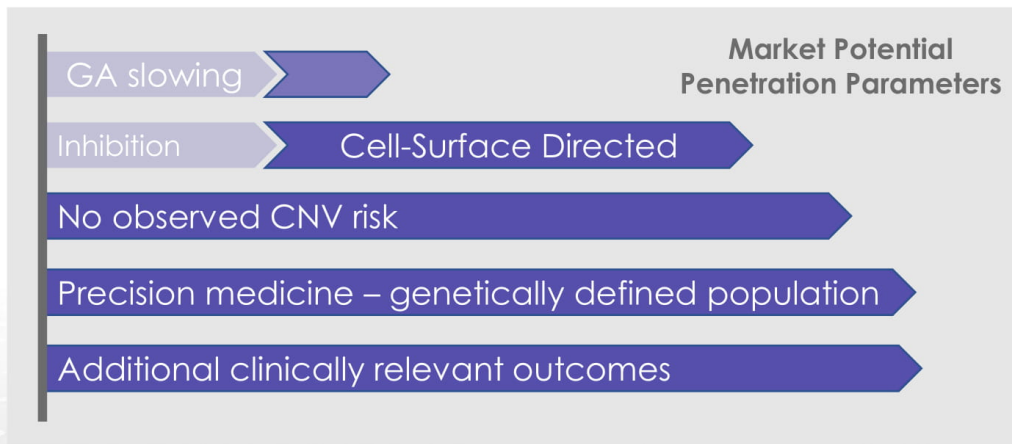 Market Potential
Penetration Parameters
GA slowing
Inhibition
Cell-Surface Directed
No observed CNV risk
Precision medicine – genetically defined population
Additional clinically relevant outcomes